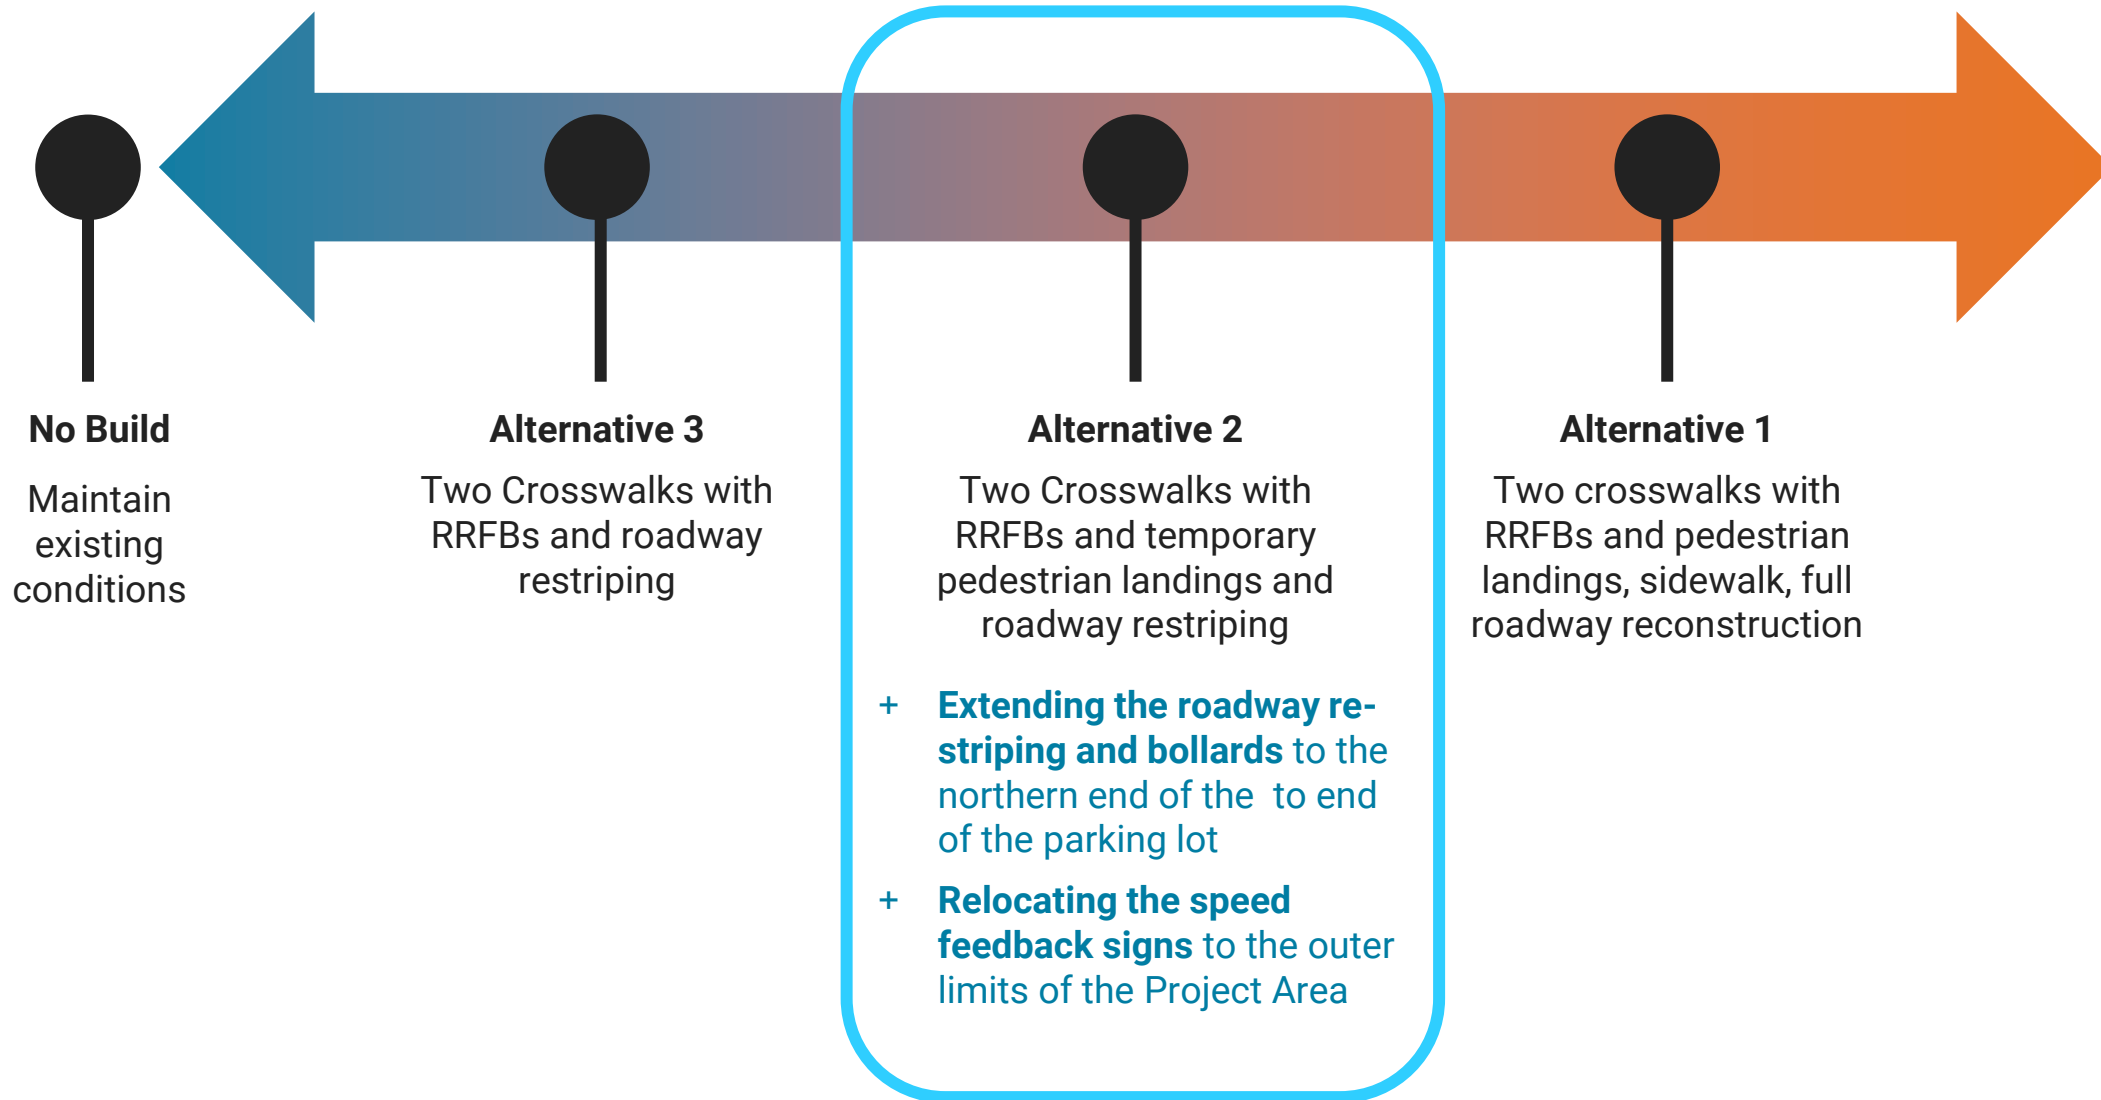 No Build
Maintain
existing
conditions
Alternative 3
Two Crosswalks with
RRFBs and roadway
restriping
Alternative 2
Two Crosswalks with
RRFBs and temporary
pedestrian landings and
roadway restriping
+ Extending the roadway re-
striping and bollards to the
northern end of the  to end
of the parking lot
+ Relocating the speed
feedback signs to the outer
limits of the Project Area
Alternative 1
Two crosswalks with
RRFBs and pedestrian
landings, sidewalk, full
roadway reconstruction